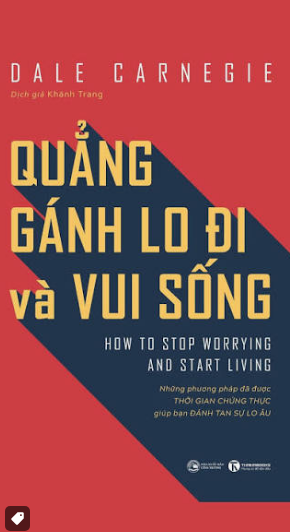 DALE CARNEGIE
Dịch giả Khánh Trang
QUẲNG
GÁNH LO ĐI
và VUI SỐNG
HOW TO STOP WORRYING
AND START LIVING
Những phương pháp đã được
THỜI GIAN CHỨNG THỰC
giúp bạn ĐÁNH TAN SỰ LO ÂU